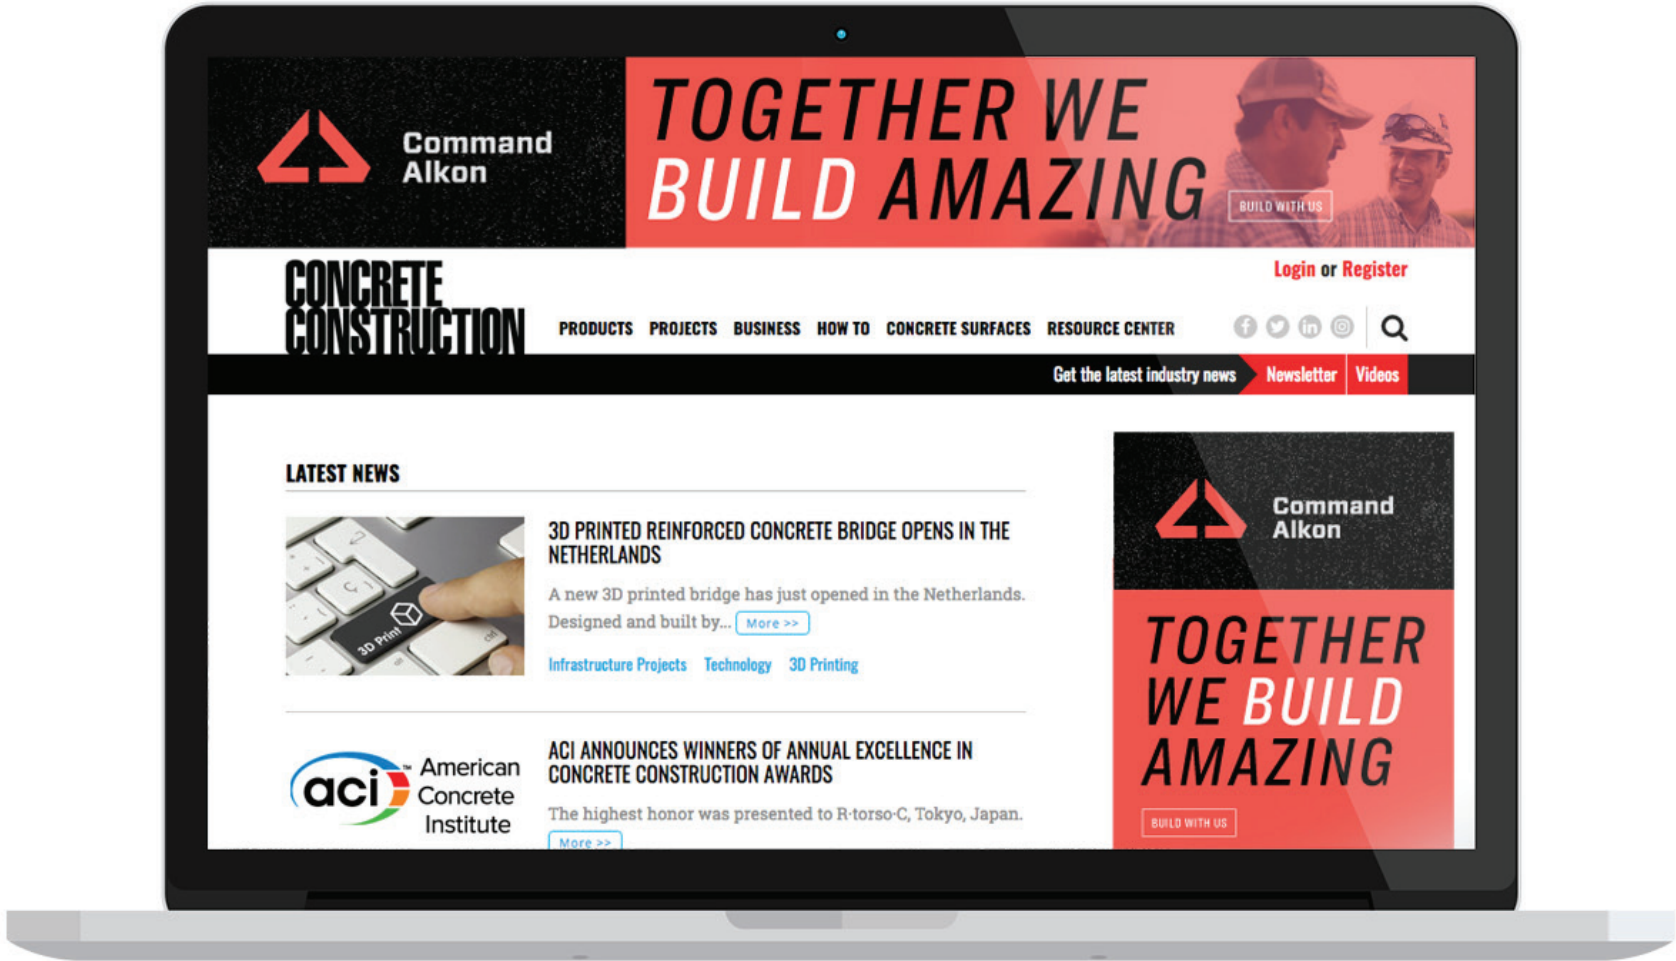 Command
Alkon
TOGETHER WE
BUILD AMAZING
BUILD WITH US
CONCRETE
CONSTRUCTION
Login or Register
PRODUCTS PROJECTS BUSINESS HOW TO CONCRETE SURFACES RESOURCE CENTER
Get the latest industry news Newsletter Videos
LATEST NEWS
3D Print
ctrl
3D PRINTED REINFORCED CONCRETE BRIDGE OPENS IN THE
NETHERLANDS
A new 3D printed bridge has just opened in the Netherlands.
Designed and built by... More >>
Infrastructure Projects Technology 3D Printing
aci™ American
Concrete
Institute
ACI ANNOUNCES WINNERS OF ANNUAL EXCELLENCE IN
CONCRETE CONSTRUCTION AWARDS
The highest honor was presented to R·torso·C, Tokyo, Japan.
More >>
Command
Alkon
TOGETHER
WE BUILD
AMAZING
BUILD WITH US